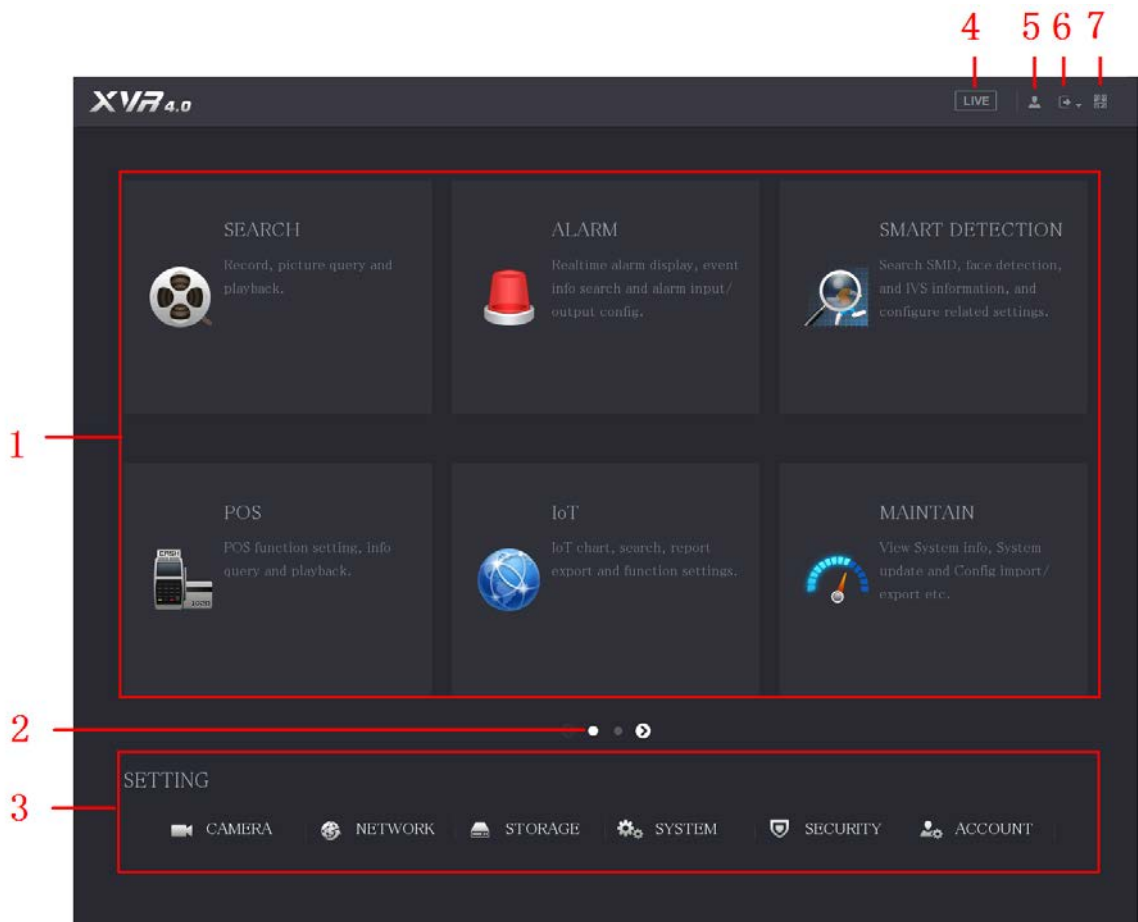 4 5 6 7
XVR 4.0
LIVE
SEARCH
Record, picture query and
playback.
ALARM
Realtime alarm display, event
info search and alarm input/
output config.
SMART DETECTION
Search SMD, face detection,
and IVS information, and
configure related settings.
1
POS
POS function setting, info
query and playback.
CASH
IoT
IoT chart, search, report
export and function settings.
MAINTAIN
View System info, System
update and Config import/
export etc.
2
3
SETTING
CAMERA NETWORK STORAGE SYSTEM SECURITY ACCOUNT